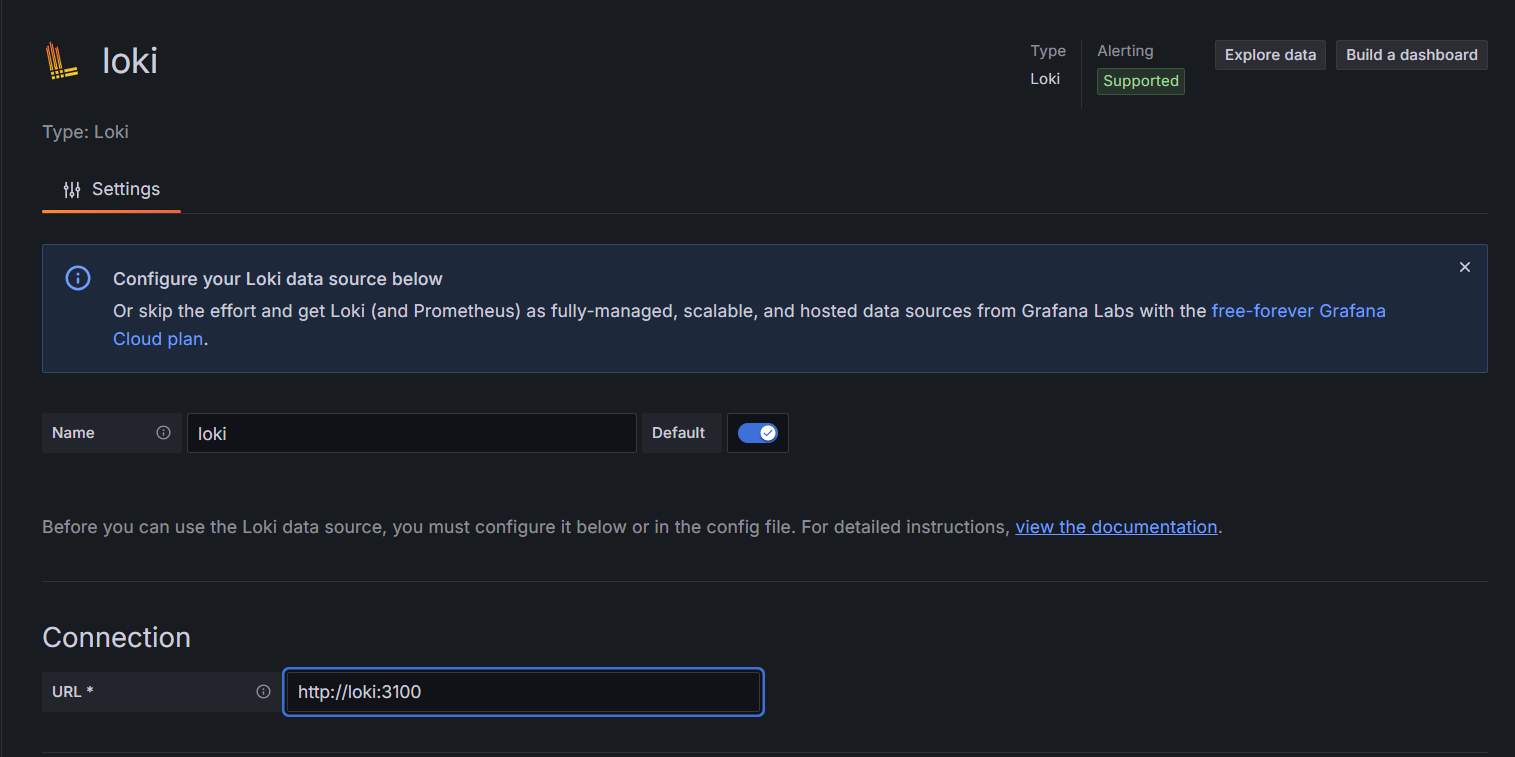 loki
Type
Loki
Alerting
Supported
Explore data
Build a dashboard
Type: Loki
Settings
Configure your Loki data source below
Or skip the effort and get Loki (and Prometheus) as fully-managed, scalable, and hosted data sources from Grafana Labs with the free-forever Grafana
Cloud plan.
Name
loki
Default
Before you can use the Loki data source, you must configure it below or in the config file. For detailed instructions, view the documentation.
Connection
URL *
http://loki:3100